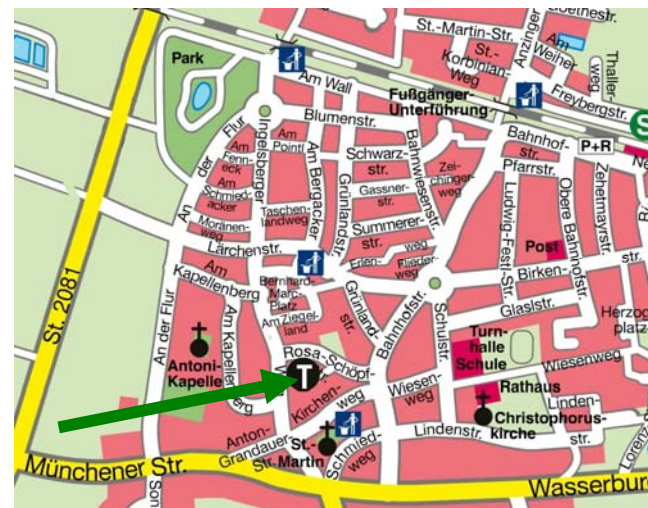 Goethestr.
St.-Martin-Str.
Anzinger
Am
Weiher
St.-
Korbinian-
Weg
Thaller-
weg
Park
Am Wall
Freybergstr.
Fußgänger-
Unterführung
S
Blumenstr.
Bahnhof-
str.
P+R
An der Flur
Ingelsberger
Am
Pointl
Am Bergacker
Schwarz-
str.
Bahnwiesenstr.
Zei-
chinger-
weg
Pfarrstr.
Am
Fenn-
eck
Am
Schmied-
acker
Gassner-
str.
Grünlandstr.
Ludwig-Festl-Str.
Obere Bahnhofstr.
Zehetmayrstr.
Moränen-
weg
Taschen-
landweg
Summerer-
str.
weg
Post
Lärchenstr.
Erlen-
Flieder-
weg
Birken-
str.
Am
Kapellenberg
Bernhard-
Marc-
Platz
Am Ziegel-
land
Grünland-
str.
Bahnhofstr.
Schulstr.
Glaslstr.
Herzog
platz
St. 2081
An der Flur
Am Kapellenberg
Turn-
halle
Schule
Rosa-Schöpf-
Antoni-
Kapelle
T
Wiesenweg
Kirchen-
weg
Wiesen-
weg
Rathaus
Christophorus-
kirche
Linden-
str.
Anton-
Grandauer-
Str.
St.-
Martin
Schmied-
weg
Lindenstr.
Münchener Str.
Wasserburg